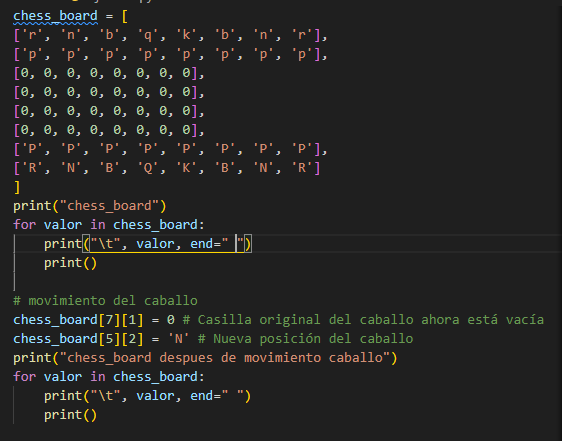 chess_board = [
['r', 'n', 'b', 'q', 'k', 'b', 'n', 'r'],
['p', 'p', 'p', 'p', 'p', 'p', 'p', 'p'],
[0, 0, 0, 0, 0, 0, 0, 0],
[0, 0, 0, 0, 0, 0, 0, 0],
[0, 0, 0, 0, 0, 0, 0, 0],
[0, 0, 0, 0, 0, 0, 0, 0],
['P', 'P', 'P', 'P', 'P', 'P', 'P', 'P'],
['R', 'N', 'B', 'Q', 'K', 'B', 'N', 'R']
]
print("chess_board")
for valor in chess_board:
    print("\t", valor, end=" ")
    print()

# movimiento del caballo
chess_board[7][1] = 0 # Casilla original del caballo ahora está vacía
chess_board[5][2] = 'N' # Nueva posición del caballo
print("chess_board despues de movimiento caballo")
for valor in chess_board:
    print("\t", valor, end=" ")
    print()